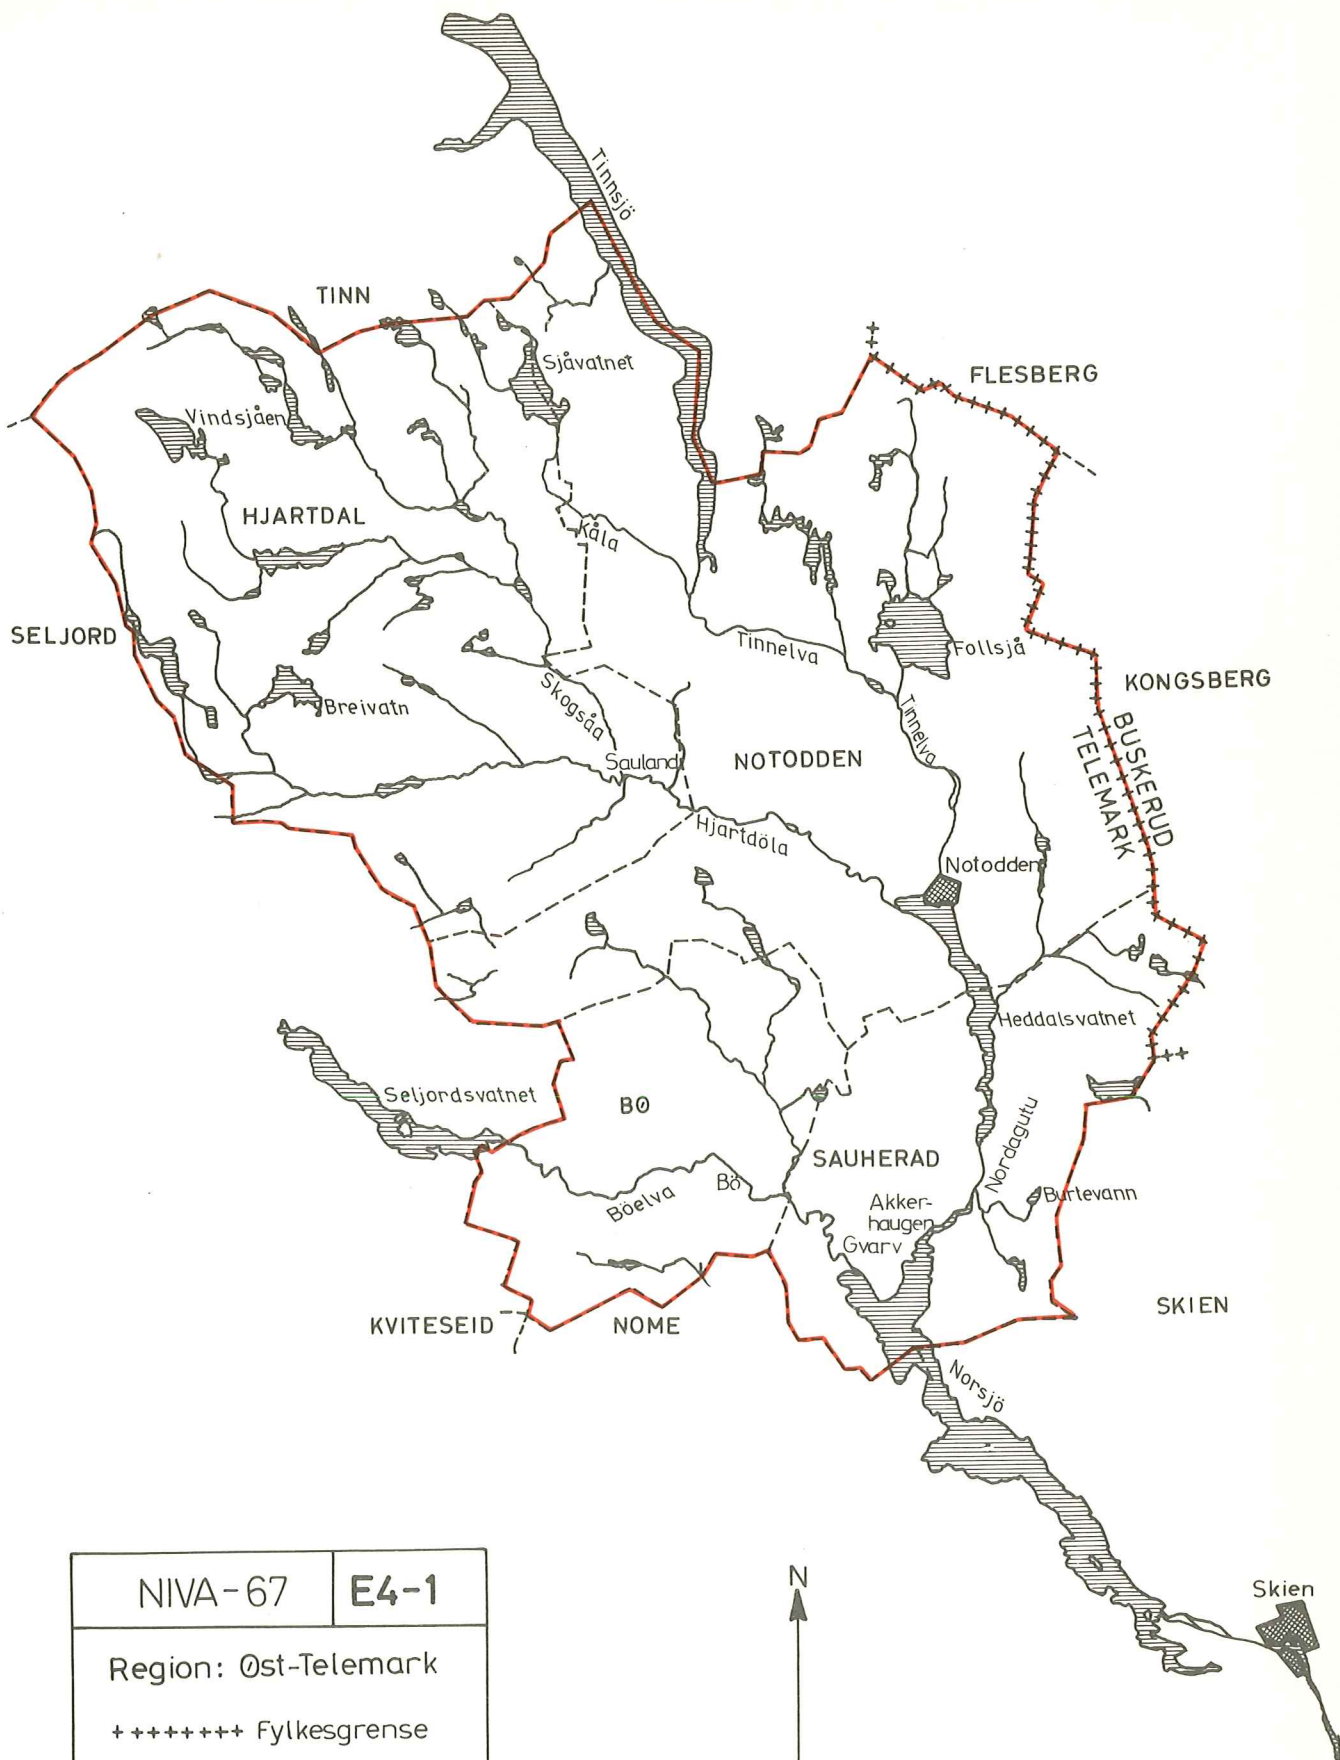 Tinnsjö
TINN
Sjåvatnet
FLESBERG
Vindsjåen
HJARTDAL
Kåla
SELJORD
Tinnelva
Follsjå
KONGSBERG
Skogsåa
Breivatn
Tinnelva
BUSKERUD
TELEMARK
Sauland
NOTODDEN
Hjartdöla
Notodden
Heddalsvatnet
Seljordsvatnet
BØ
Nordagutu
SAUHERAD
Bö
Böelva
Akker-
haugen
Burtevann
Gvarv
KVITESEID
NOME
SKIEN
Norsjö
NIVA-67
E4-1
N
Skien
Region: Øst-Telemark
++++++++ Fylkesgrense